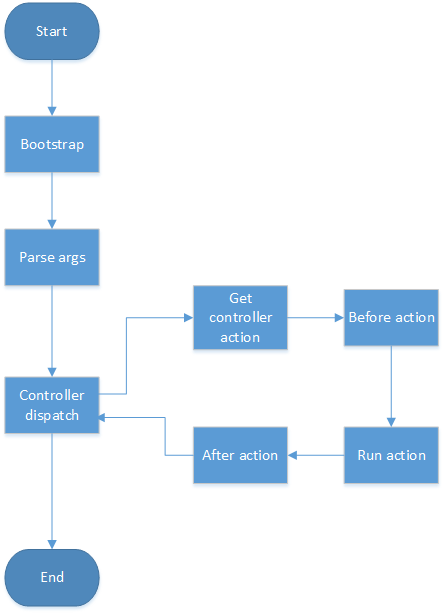 Start
Bootstrap
Parse args
Get
controller
action
Before action
Controller
dispatch
After action
Run action
End